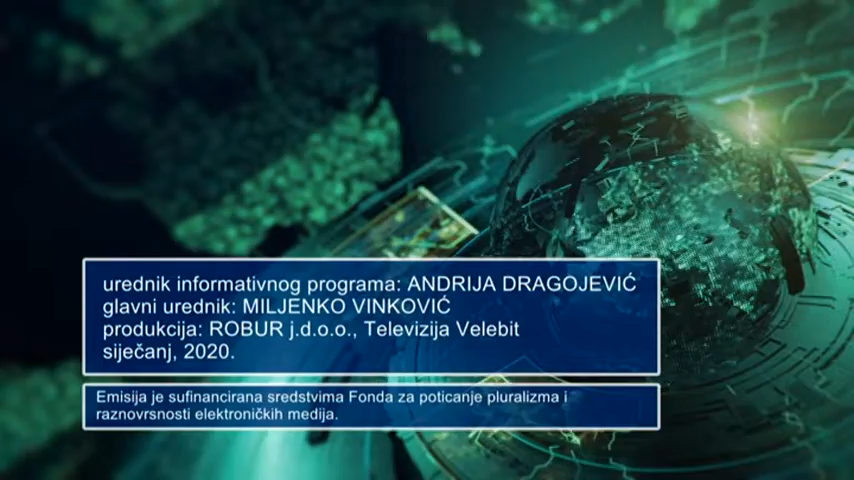 urednik informativnog programa: ANDRIJA DRAGOJEVIĆ
glavni urednik: MILJENKO VINKOVIĆ
produkcija: ROBUR j.d.o.o., Televizija Velebit
siječanj, 2020.
Emisija je sufinancirana sredstvima Fonda za poticanje pluralizma i
raznovrsnosti elektroničkih medija.